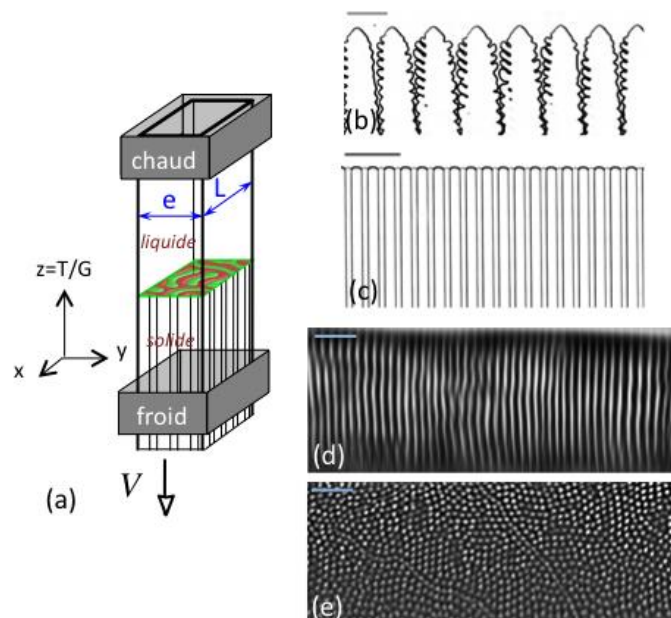 chaud
e
L
liquide
z=T/G
y
x
solide
froid
V
(a)
(b)
(c)
(d)
(e)